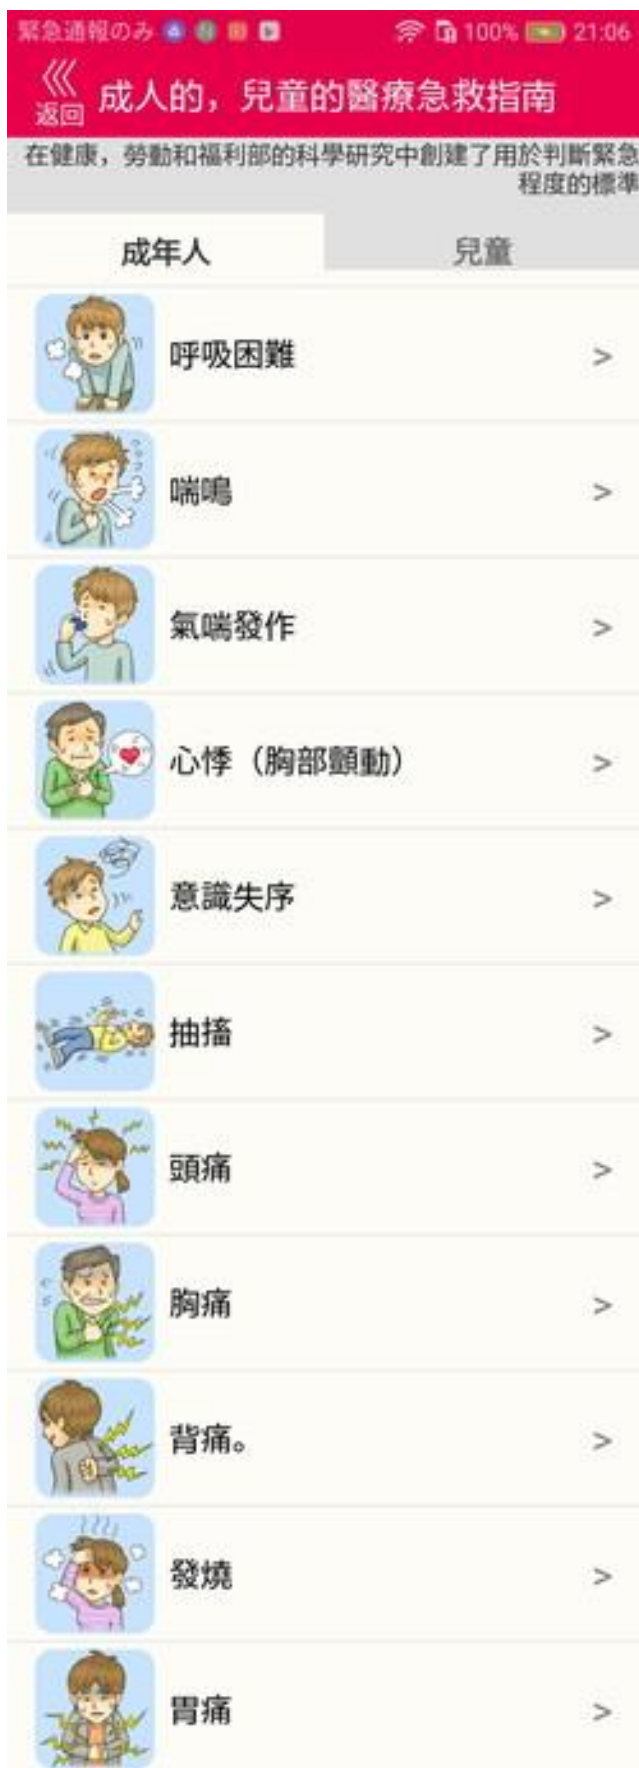 緊急通報のみ 100% 21:06
返回 成人的，兒童的醫療急救指南
在健康，勞動和福利部的科學研究中創建了用於判斷緊急
程度的標準
成年人 兒童
呼吸困難 >
喘鳴 >
氣喘發作 >
心悸（胸部顫動） >
意識失序 >
抽搐 >
頭痛 >
胸痛 >
背痛。 >
發燒 >
胃痛 >